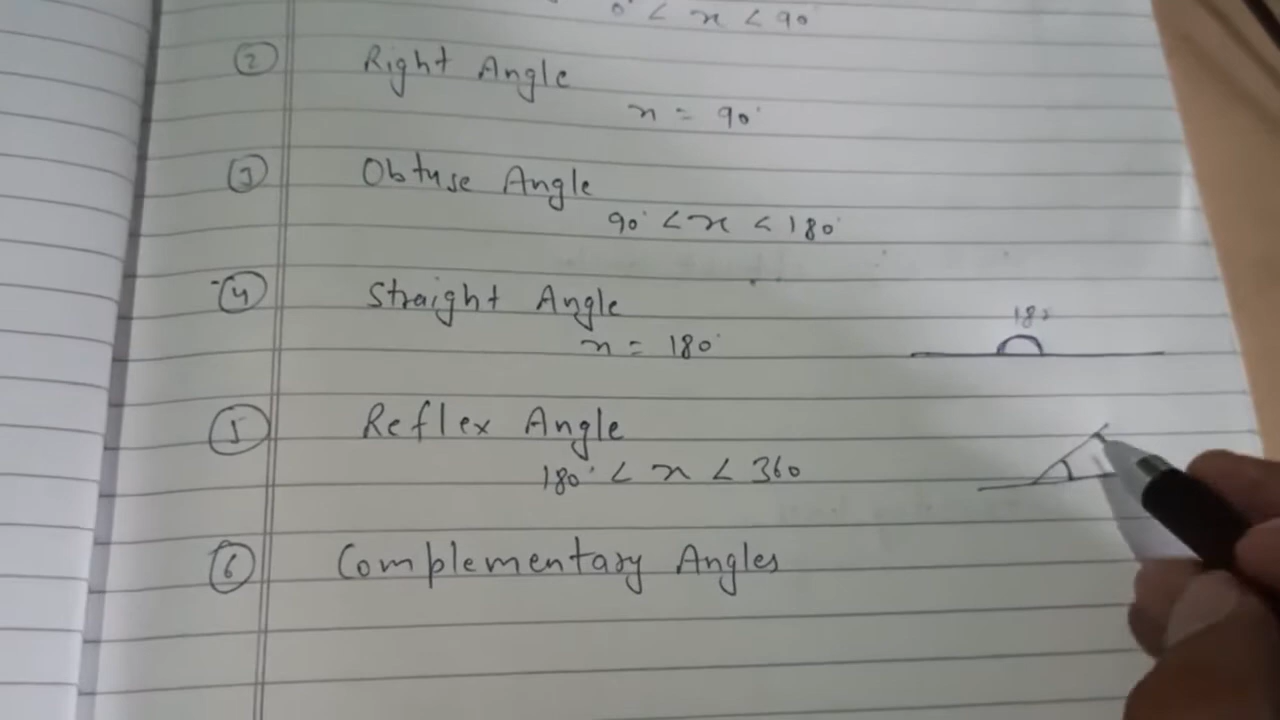 0° < x < 90
② Right Angle
x = 90°
③ Obtuse Angle
90° < x < 180°
④ Straight Angle
x = 180°
180
⑤ Reflex Angle
180° < x < 360
⑥ Complementary Angles